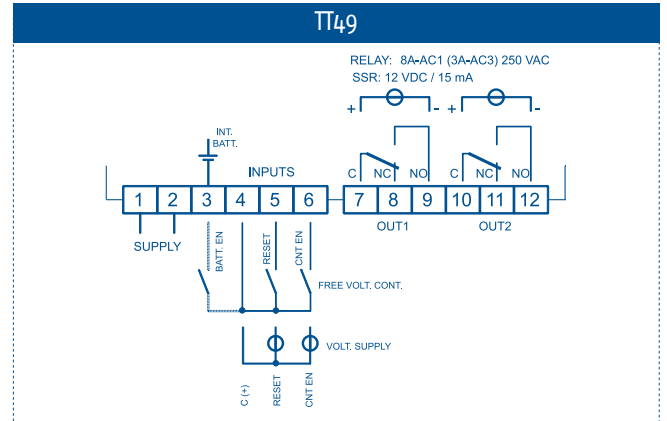 TT49
RELAY: 8A-AC1 (3A-AC3) 250 VAC
SSR: 12 VDC / 15 mA
+ - + -
INT.
BATT.
INPUTS
C NC NO C NC NO
1 2 3 4 5 6 7 8 9 10 11 12
SUPPLY
OUT1 OUT2
BATT. EN
RESET
CNT EN
FREE VOLT. CONT.
VOLT. SUPPLY
C (+)
RESET
CNT EN